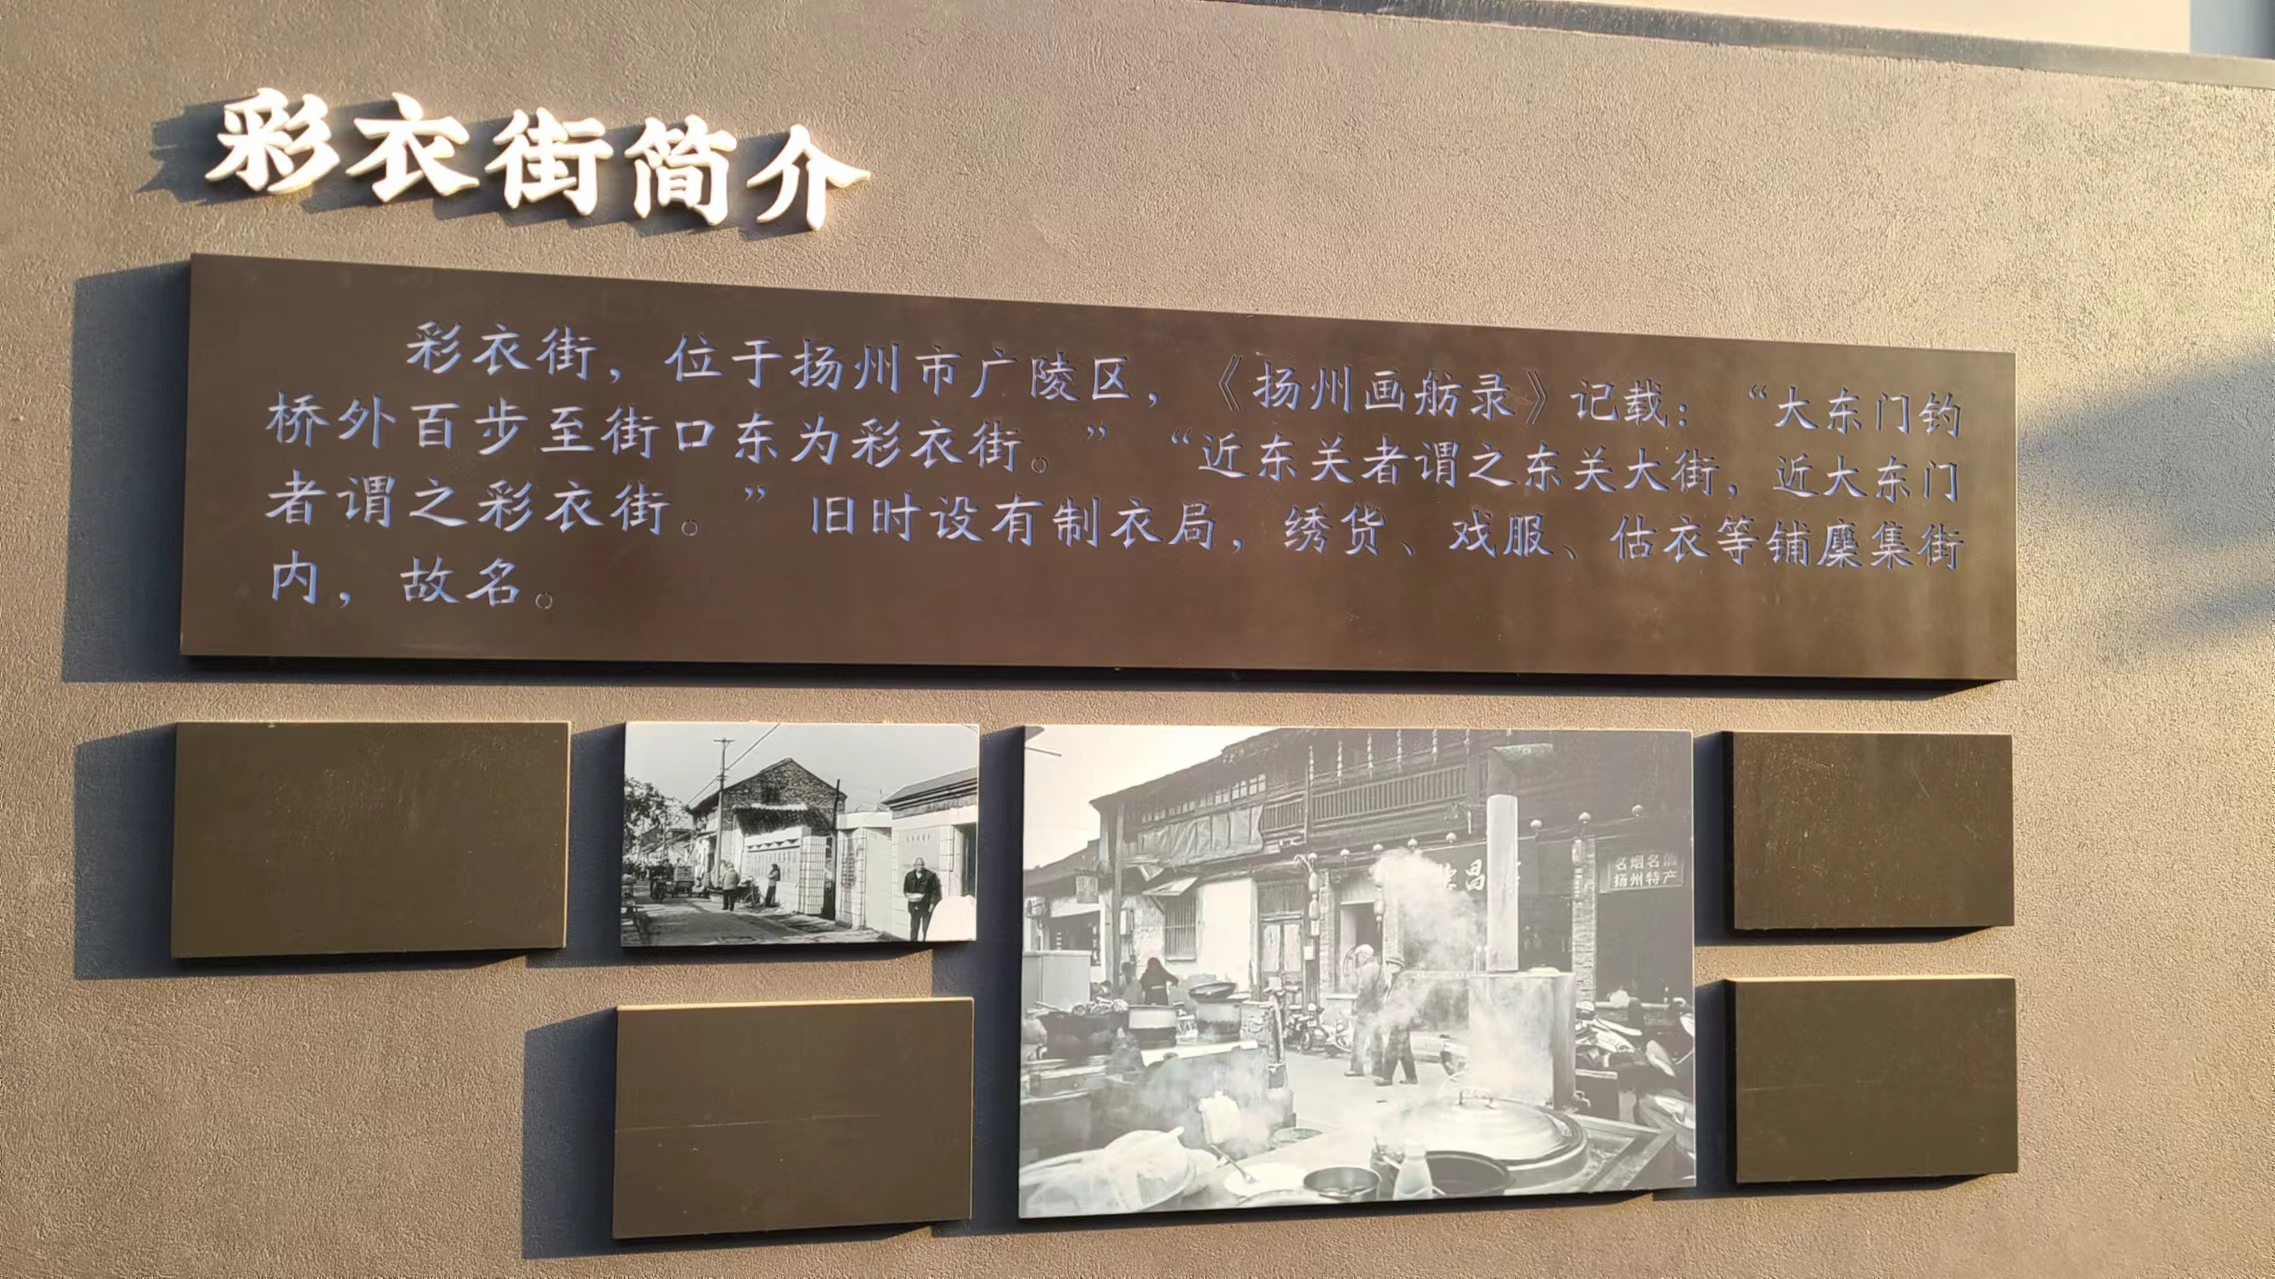 彩衣街简介
彩衣街，位于扬州市广陵区，《扬州画舫录》记载：“大东门钓
桥外百步至街口东为彩衣街。”“近东关者谓之东关大街，近大东门
者谓之彩衣街。”旧时设有制衣局，绣货、戏服、估衣等铺麇集街
内，故名。
昌
名烟名酒
扬州特产